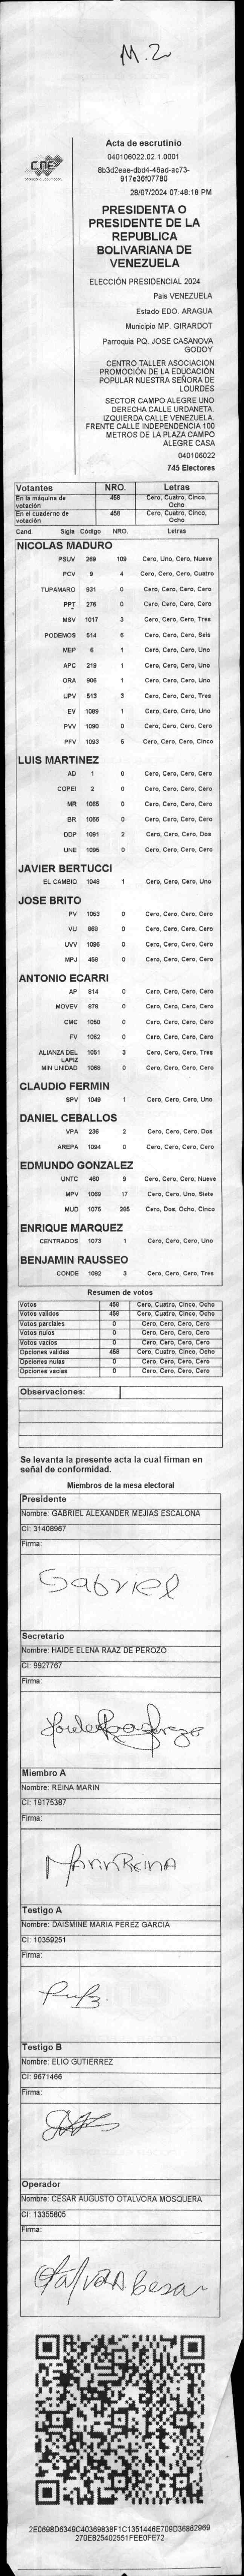 M.2
CNE
Acta de escrutinio
040106022.02.1.0001
8b3d2eae-dbd4-46ad-ac73-
917e36f07780
28/07/2024 07:48:18 PM
PRESIDENTA O
PRESIDENTE DE LA
REPUBLICA
BOLIVARIANA DE
VENEZUELA
ELECCIÓN PRESIDENCIAL 2024
Pais VENEZUELA
Estado EDO. ARAGUA
Municipio MP. GIRARDOT
Parroquia PQ. JOSE CASANOVA
GODOY
CENTRO TALLER ASOCIACION
PROMOCIÓN DE LA EDUCACIÓN
POPULAR NUESTRA SEÑORA DE
LOURDES
SECTOR CAMPO ALEGRE UNO
DERECHA CALLE URDANETA.
IZQUIERDA CALLE VENEZUELA.
FRENTE CALLE INDEPENDENCIA 100
METROS DE LA PLAZA CAMPO
ALEGRE CASA
040106022
745 Electores
Votantes NRO. Letras
En la máquina de votación 458 Cero, Cuatro, Cinco, Ocho
En el cuaderno de votación 458 Cero, Cuatro, Cinco, Ocho
Cand. Sigla Código NRO. Letras
NICOLAS MADURO
PSUV 269 109 Cero, Uno, Cero, Nueve
PCV 9 4 Cero, Cero, Cero, Cuatro
TUPAMARO 931 0 Cero, Cero, Cero, Cero
PPT 276 0 Cero, Cero, Cero, Cero
MSV 1017 3 Cero, Cero, Cero, Tres
PODEMOS 514 6 Cero, Cero, Cero, Seis
MEP 6 1 Cero, Cero, Cero, Uno
APC 219 1 Cero, Cero, Cero, Uno
ORA 906 1 Cero, Cero, Cero, Uno
UPV 513 3 Cero, Cero, Cero, Tres
EV 1089 1 Cero, Cero, Cero, Uno
PVV 1090 0 Cero, Cero, Cero, Cero
PFV 1093 5 Cero, Cero, Cero, Cinco
LUIS MARTINEZ
AD 1 0 Cero, Cero, Cero, Cero
COPEI 2 0 Cero, Cero, Cero, Cero
MR 1065 0 Cero, Cero, Cero, Cero
BR 1066 0 Cero, Cero, Cero, Cero
DDP 1091 2 Cero, Cero, Cero, Dos
UNE 1095 0 Cero, Cero, Cero, Cero
JAVIER BERTUCCI
EL CAMBIO 1048 1 Cero, Cero, Cero, Uno
JOSE BRITO
PV 1053 0 Cero, Cero, Cero, Cero
VU 969 0 Cero, Cero, Cero, Cero
UVV 1096 0 Cero, Cero, Cero, Cero
MPJ 458 0 Cero, Cero, Cero, Cero
ANTONIO ECARRI
AP 814 0 Cero, Cero, Cero, Cero
MOVEV 976 0 Cero, Cero, Cero, Cero
CMC 1050 0 Cero, Cero, Cero, Cero
FV 1052 0 Cero, Cero, Cero, Cero
ALIANZA DEL LAPIZ 1051 3 Cero, Cero, Cero, Tres
MIN UNIDAD 1068 0 Cero, Cero, Cero, Cero
CLAUDIO FERMIN
SPV 1049 1 Cero, Cero, Cero, Uno
DANIEL CEBALLOS
VPA 236 2 Cero, Cero, Cero, Dos
AREPA 1094 0 Cero, Cero, Cero, Cero
EDMUNDO GONZALEZ
UNTC 460 9 Cero, Cero, Cero, Nueve
MPV 1069 17 Cero, Cero, Uno, Siete
MUD 1075 285 Cero, Dos, Ocho, Cinco
ENRIQUE MARQUEZ
CENTRADOS 1073 1 Cero, Cero, Cero, Uno
BENJAMIN RAUSSEO
CONDE 1092 3 Cero, Cero, Cero, Tres
Resumen de votos
Votos 458 Cero, Cuatro, Cinco, Ocho
Votos validos 458 Cero, Cuatro, Cinco, Ocho
Votos parciales 0 Cero, Cero, Cero, Cero
Votos nulos 0 Cero, Cero, Cero, Cero
Votos vacios 0 Cero, Cero, Cero, Cero
Opciones validas 458 Cero, Cuatro, Cinco, Ocho
Opciones nulas 0 Cero, Cero, Cero, Cero
Opciones vacias 0 Cero, Cero, Cero, Cero
Observaciones:
Se levanta la presente acta la cual firman en
señal de conformidad.
Miembros de la mesa electoral
Presidente
Nombre: GABRIEL ALEXANDER MEJIAS ESCALONA
CI: 31408967
Firma:
Gabriel
Secretario
Nombre: HAIDE ELENA RAAZ DE PEROZO
CI: 9927767
Firma:
Miembro A
Nombre: REINA MARIN
CI: 19175387
Firma:
Testigo A
Nombre: DAISMINE MARIA PEREZ GARCIA
CI: 10359251
Firma:
Testigo B
Nombre: ELIO GUTIERREZ
CI: 9671466
Firma:
Operador
Nombre: CESAR AUGUSTO OTALVORA MOSQUERA
CI: 13355805
Firma:
2E0698D6349C40369838F1C1351446E709D36862969
270E825402551FEE0FE72